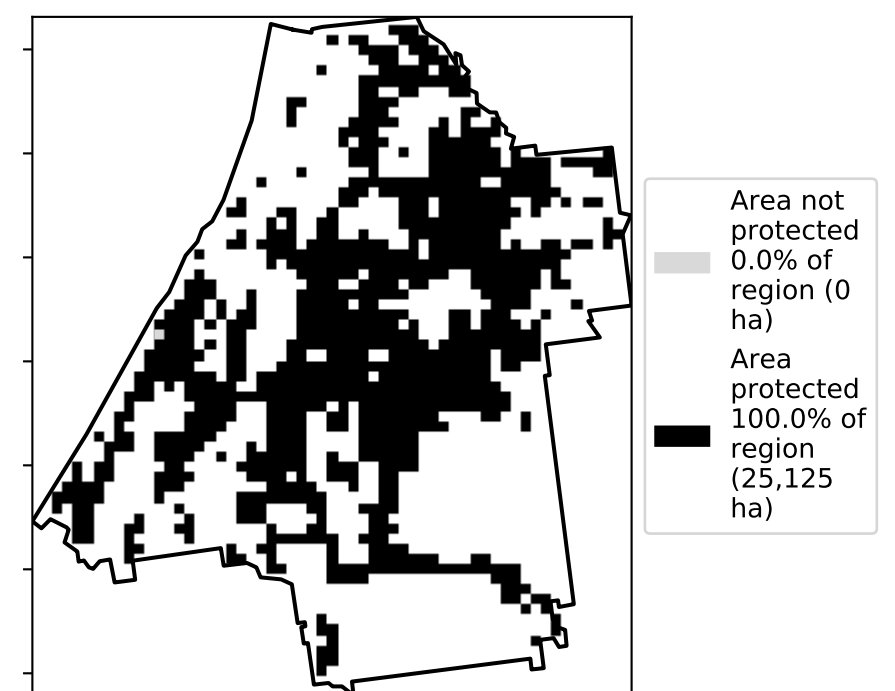 Area not
protected
0.0% of
region (0
ha)
Area
protected
100.0% of
region
(25,125
ha)